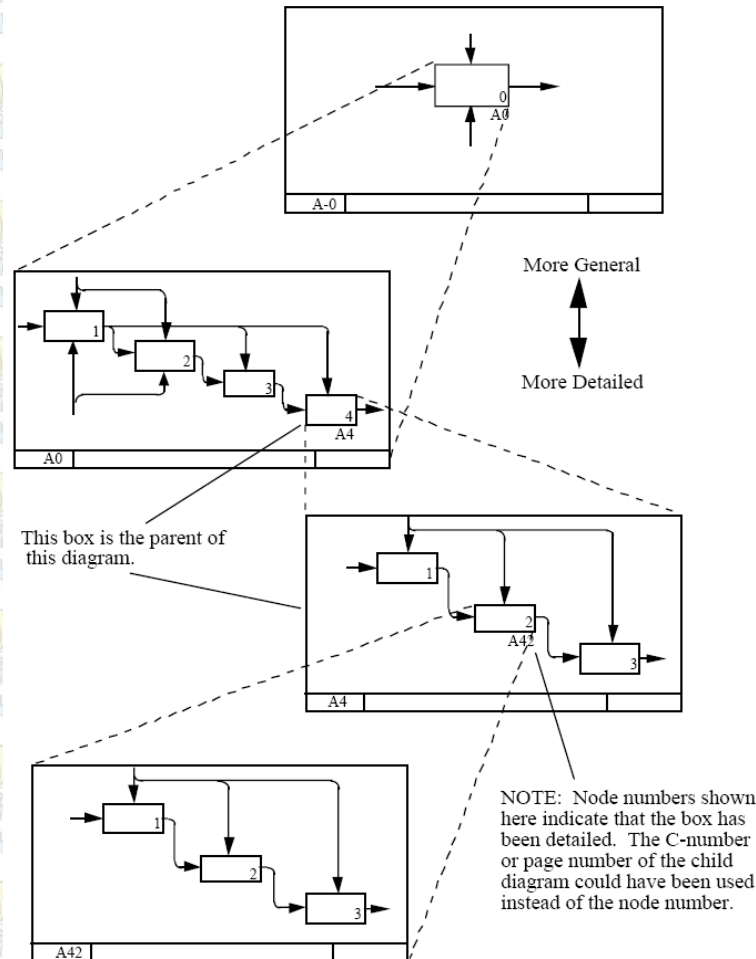 0
A0
A-0
More General
More Detailed
1
2
3
4
A4
A0
This box is the parent of
this diagram.
1
2
A42
3
A4
NOTE: Node numbers shown
here indicate that the box has
been detailed. The C-number
or page number of the child
diagram could have been used
instead of the node number.
1
2
3
A42